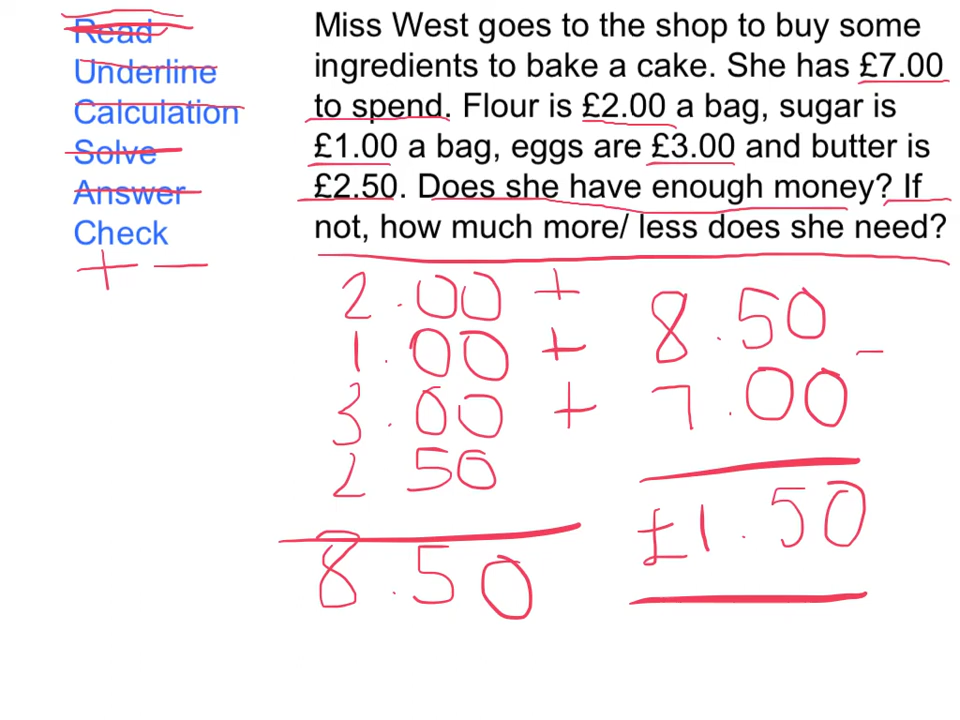 Read
Underline
Calculation
Solve
Answer
Check
+ −
Miss West goes to the shop to buy some
ingredients to bake a cake. She has £7.00
to spend. Flour is £2.00 a bag, sugar is
£1.00 a bag, eggs are £3.00 and butter is
£2.50. Does she have enough money? If
not, how much more/ less does she need?
2.00 +
1.00 +
3.00 +
2 50
8.50
8.50 −
7.00
£1.50